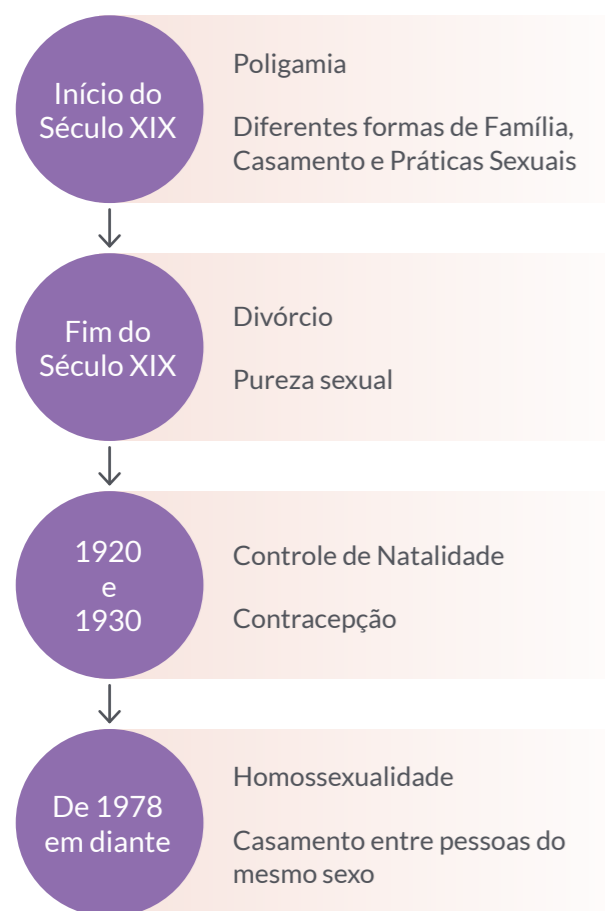 Início do
Século XIX
Poligamia
Diferentes formas de Família,
Casamento e Práticas Sexuais
Fim do
Século XIX
Divórcio
Pureza sexual
1920
e
1930
Controle de Natalidade
Contracepção
De 1978
em diante
Homossexualidade
Casamento entre pessoas do
mesmo sexo